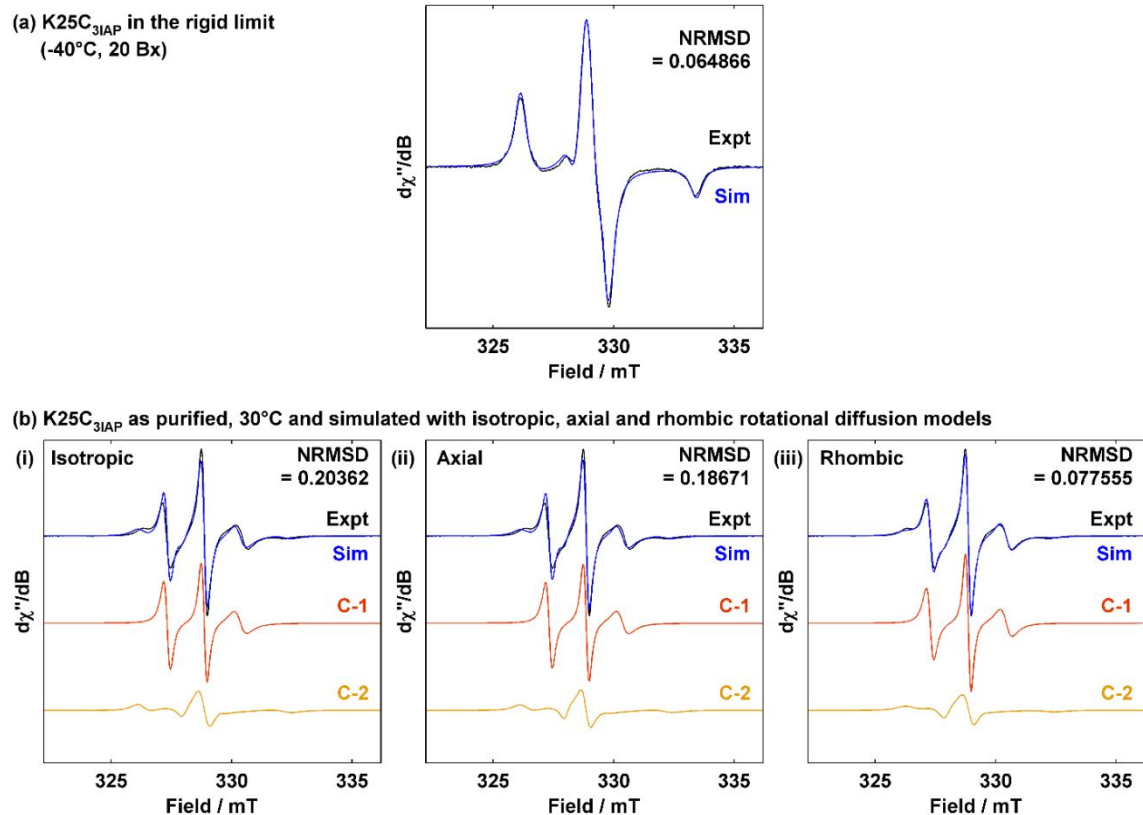 (a) K25C3IAP in the rigid limit
(-40°C, 20 Bx)
NRMSD
= 0.064866
Expt
Sim
dχ"/dB
325 330 335
Field / mT
(b) K25C3IAP as purified, 30°C and simulated with isotropic, axial and rhombic rotational diffusion models
(i) Isotropic
NRMSD
= 0.20362
Expt
Sim
C-1
C-2
dχ"/dB
325 330 335
Field / mT
(ii) Axial
NRMSD
= 0.18671
Expt
Sim
C-1
C-2
dχ"/dB
325 330 335
Field / mT
(iii) Rhombic
NRMSD
= 0.077555
Expt
Sim
C-1
C-2
dχ"/dB
325 330 335
Field / mT